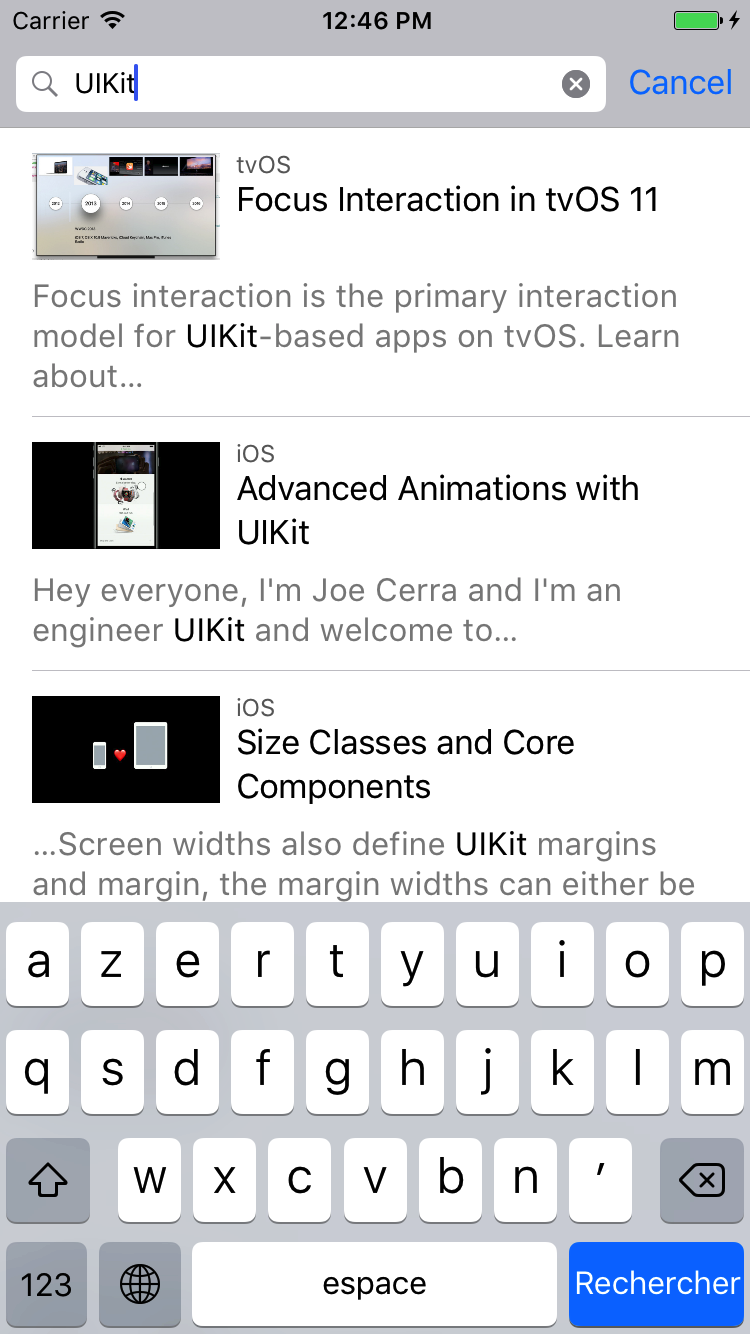 Carrier 12:46 PM
UIKit Cancel
tvOS
Focus Interaction in tvOS 11
2013
Focus interaction is the primary interaction
model for UIKit-based apps on tvOS. Learn
about...
iOS
Advanced Animations with
UIKit
Hey everyone, I'm Joe Cerra and I'm an
engineer UIKit and welcome to...
iOS
Size Classes and Core
Components
...Screen widths also define UIKit margins
and margin, the margin widths can either be
a z e r t y u i o p
q s d f g h j k l m
w x c v b n ′
123 espace Rechercher